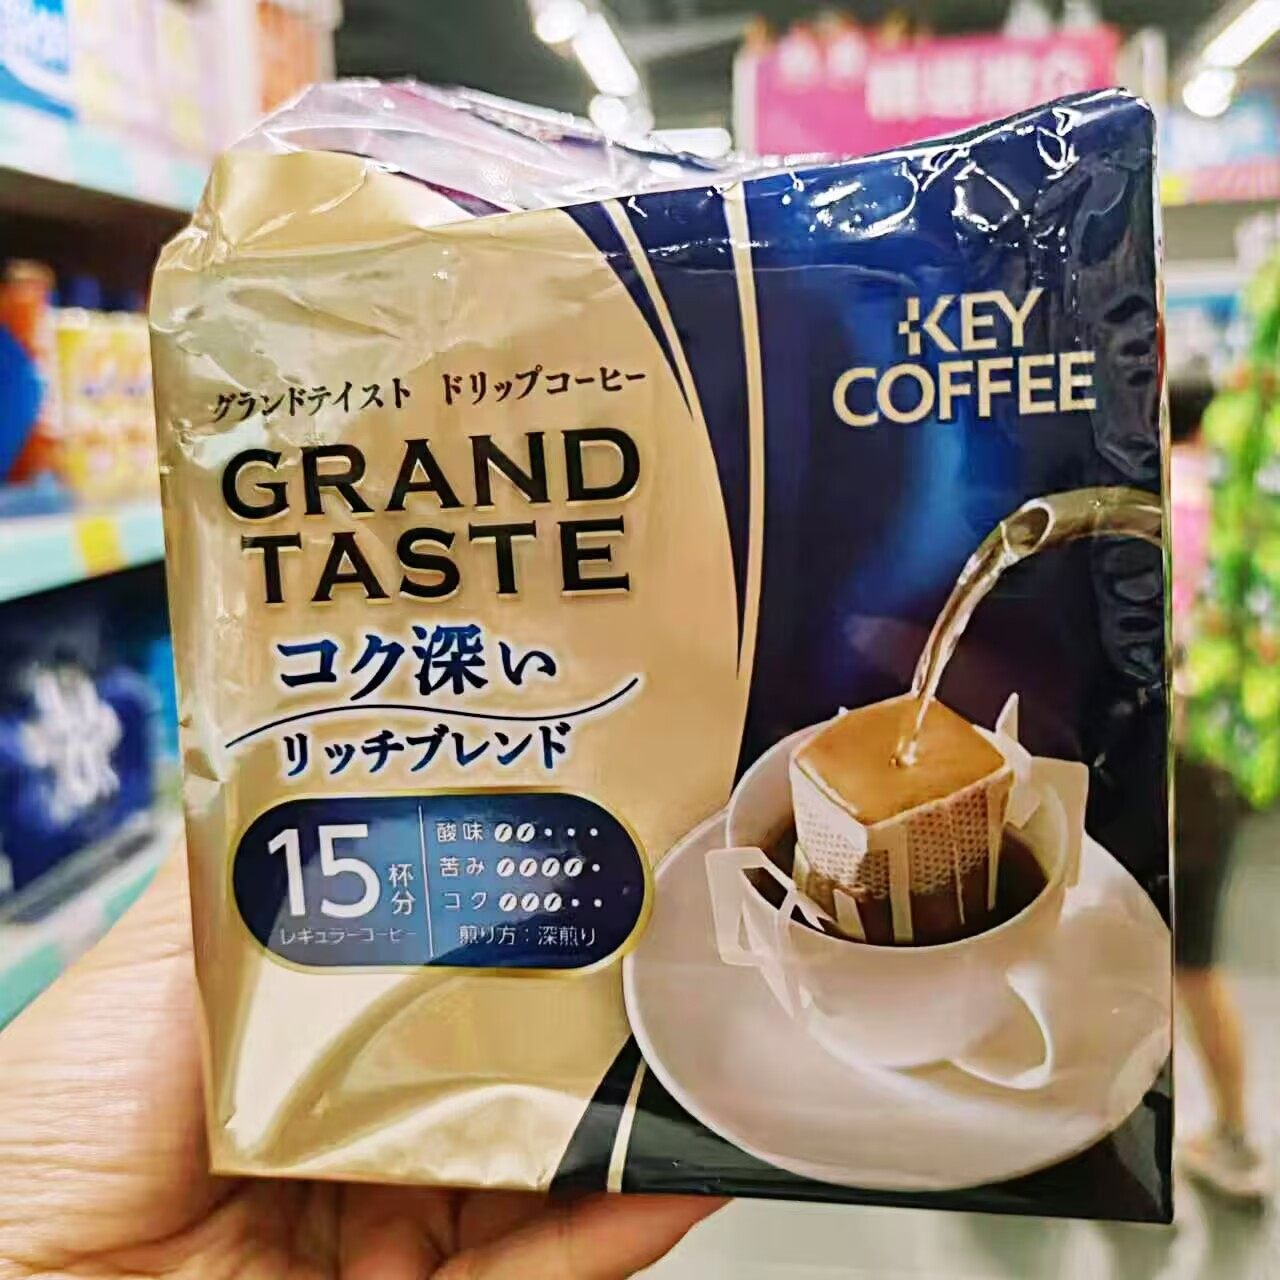 KEY
COFFEE
グランドテイスト ドリップコーヒー
GRAND
TASTE
コク深い
リッチブレンド
15杯分
レギュラーコーヒー
酸味
苦み
コク
煎り方：深煎り